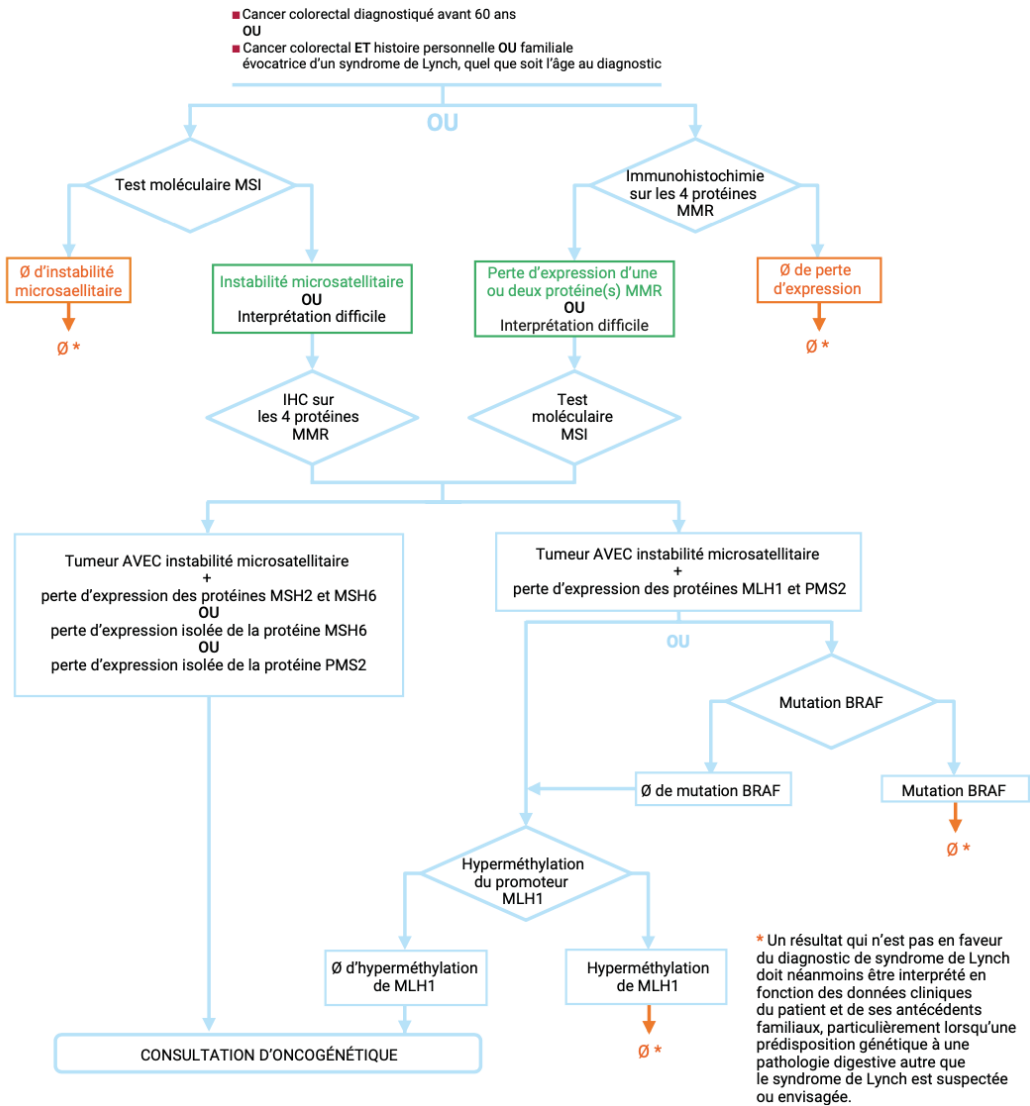 ■ Cancer colorectal diagnostiqué avant 60 ans
OU
■ Cancer colorectal ET histoire personnelle OU familiale
évocatrice d'un syndrome de Lynch, quel que soit l'âge au diagnostic
OU
Test moléculaire MSI
Immunohistochimie
sur les 4 protéines
MMR
Ø d'instabilité
microsaellitaire
Ø *
Instabilité microsatellitaire
OU
Interprétation difficile
Perte d'expression d'une
ou deux protéine(s) MMR
OU
Interprétation difficile
Ø de perte
d'expression
Ø *
IHC sur
les 4 protéines
MMR
Test
moléculaire
MSI
Tumeur AVEC instabilité microsatellitaire
+
perte d'expression des protéines MSH2 et MSH6
OU
perte d'expression isolée de la protéine MSH6
OU
perte d'expression isolée de la protéine PMS2
Tumeur AVEC instabilité microsatellitaire
+
perte d'expression des protéines MLH1 et PMS2
OU
Mutation BRAF
Ø de mutation BRAF
Mutation BRAF
Ø *
Hyperméthylation
du promoteur
MLH1
Ø d'hyperméthylation
de MLH1
Hyperméthylation
de MLH1
Ø *
CONSULTATION D'ONCOGÉNÉTIQUE
* Un résultat qui n'est pas en faveur
du diagnostic de syndrome de Lynch
doit néanmoins être interprété en
fonction des données cliniques
du patient et de ses antécédents
familiaux, particulièrement lorsqu'une
prédisposition génétique à une
pathologie digestive autre que
le syndrome de Lynch est suspectée
ou envisagée.